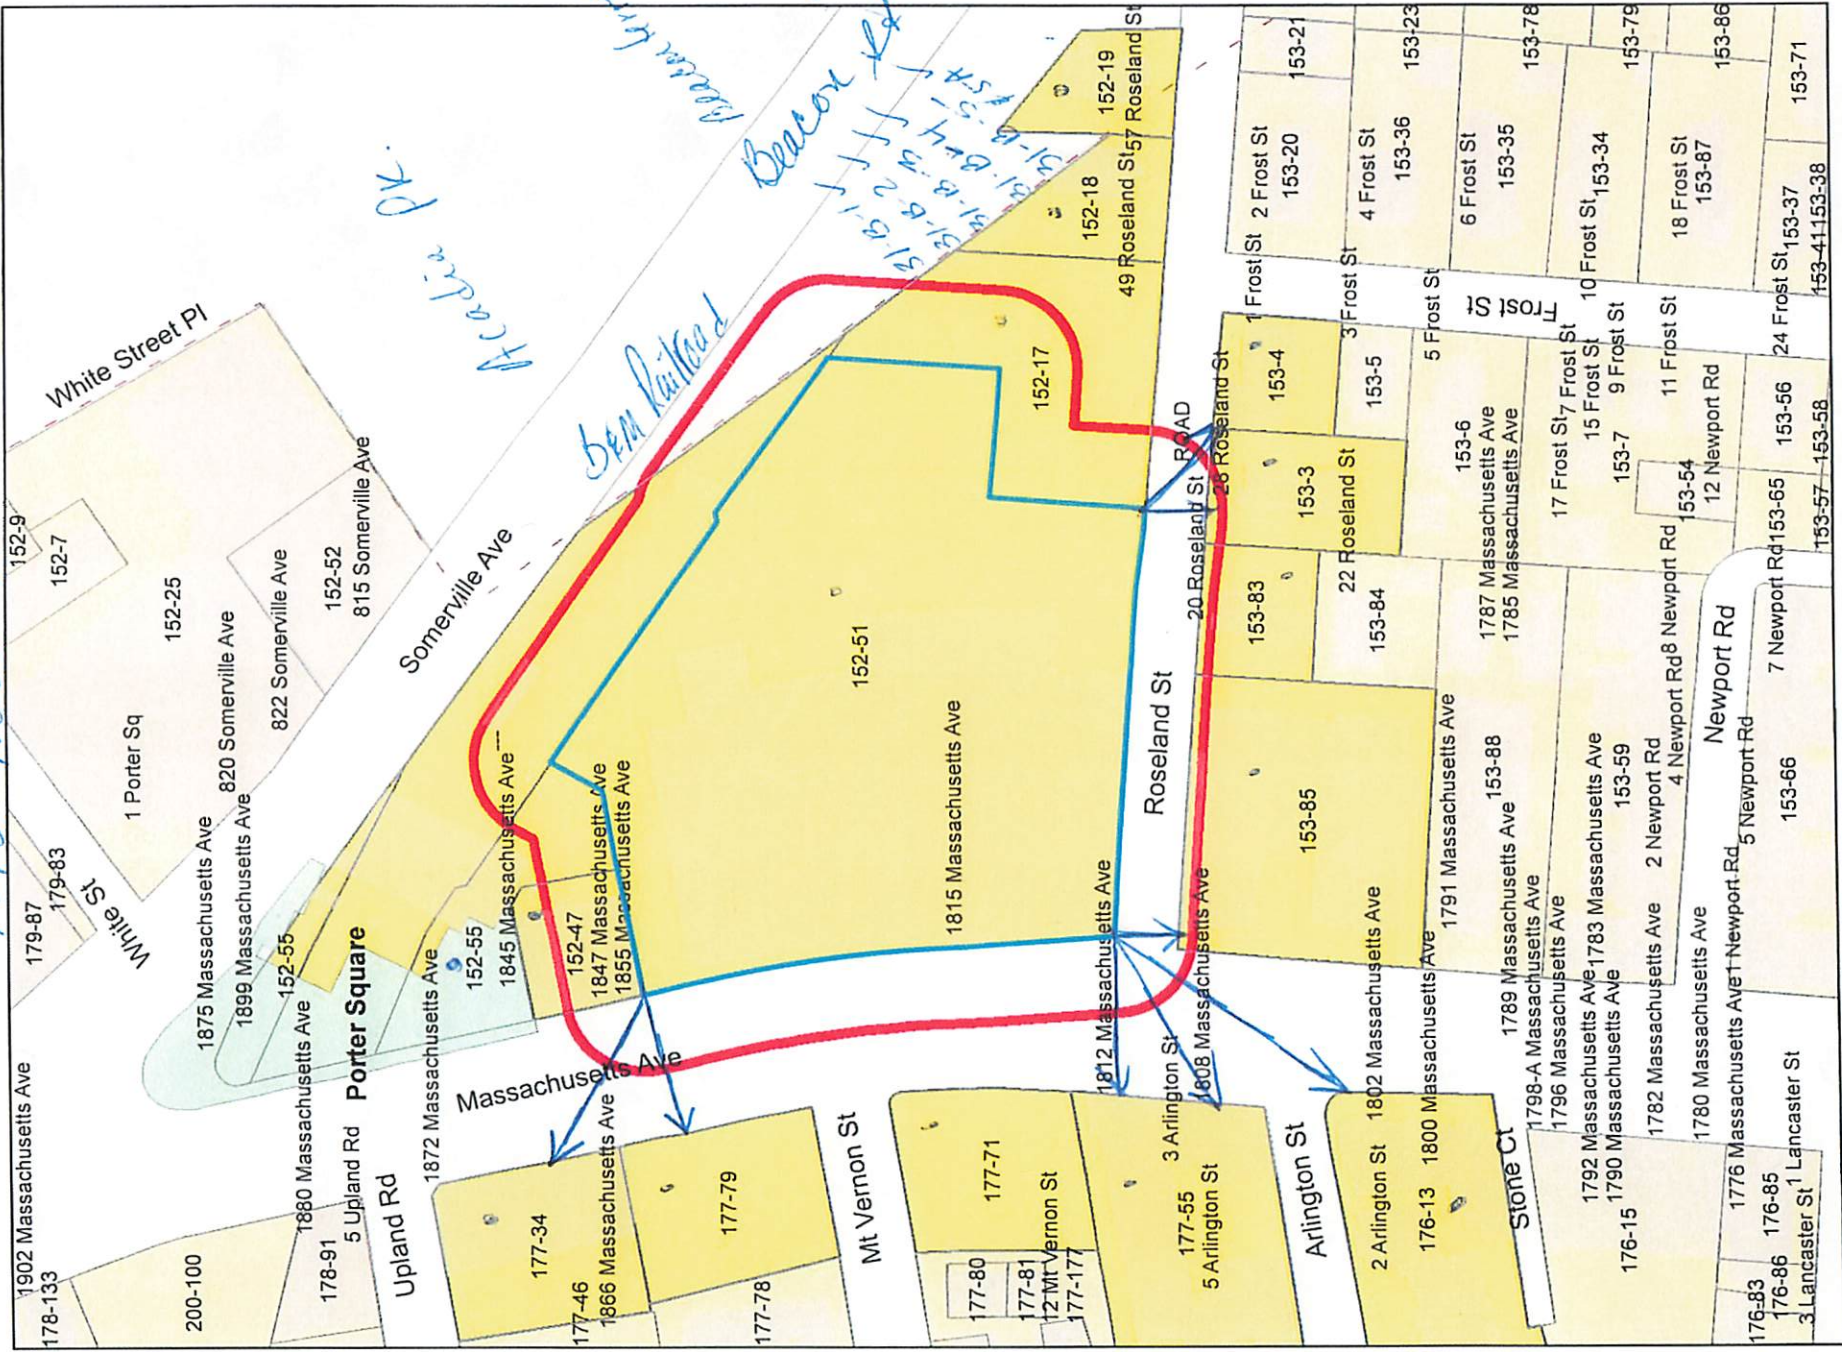 1902 Massachusetts Ave
178-133
200-100
178-91
5 Upland Rd
1880 Massachusetts Ave
Upland Rd
1872 Massachusetts Ave
Porter Square
179-87
179-83
White St
1 Porter Sq
152-9
152-7
152-25
White Street Pl
1875 Massachusetts Ave
1899 Massachusetts Ave
820 Somerville Ave
822 Somerville Ave
152-52
815 Somerville Ave
Somerville Ave
152-55
152-55
1845 Massachusetts Ave
152-47
1847 Massachusetts Ave
1855 Massachusetts Ave
Massachusetts Ave
Acadia Pk.
B&M Railroad
Beacon
Beacon
31-B-1
31-B-2
31-B-3
31-B-4
31-B-5
&5A
152-51
1815 Massachusetts Ave
152-17
152-18
49 Roseland St
152-19
57 Roseland St
Roseland St
ROAD
20 Roseland St
28 Roseland St
22 Roseland St
177-34
177-46
1866 Massachusetts Ave
177-79
177-78
Mt Vernon St
177-71
177-80
177-81
12 Mt Vernon St
177-177
1812 Massachusetts Ave
3 Arlington St
1808 Massachusetts Ave
177-55
5 Arlington St
Arlington St
2 Arlington St
176-13
1802 Massachusetts Ave
1800 Massachusetts Ave
Stone Ct
153-85
153-83
153-84
153-3
153-4
153-5
1 Frost St
3 Frost St
5 Frost St
Frost St
2 Frost St
153-20
153-21
4 Frost St
153-36
153-23
6 Frost St
153-35
153-78
10 Frost St
153-34
153-79
18 Frost St
153-87
153-86
153-71
24 Frost St
153-37
153-41
153-38
153-6
1787 Massachusetts Ave
1785 Massachusetts Ave
1791 Massachusetts Ave
153-88
1789 Massachusetts Ave
17 Frost St
7 Frost St
15 Frost St
9 Frost St
153-7
11 Frost St
153-54
12 Newport Rd
153-56
153-58
153-65
153-57
8 Newport Rd
7 Newport Rd
4 Newport Rd
2 Newport Rd
Newport Rd
5 Newport Rd
1 Newport Rd
153-66
153-59
1783 Massachusetts Ave
1798-A Massachusetts Ave
1796 Massachusetts Ave
1792 Massachusetts Ave
1790 Massachusetts Ave
1782 Massachusetts Ave
1780 Massachusetts Ave
1776 Massachusetts Ave
176-15
176-85
1 Lancaster St
176-83
176-86
3 Lancaster St